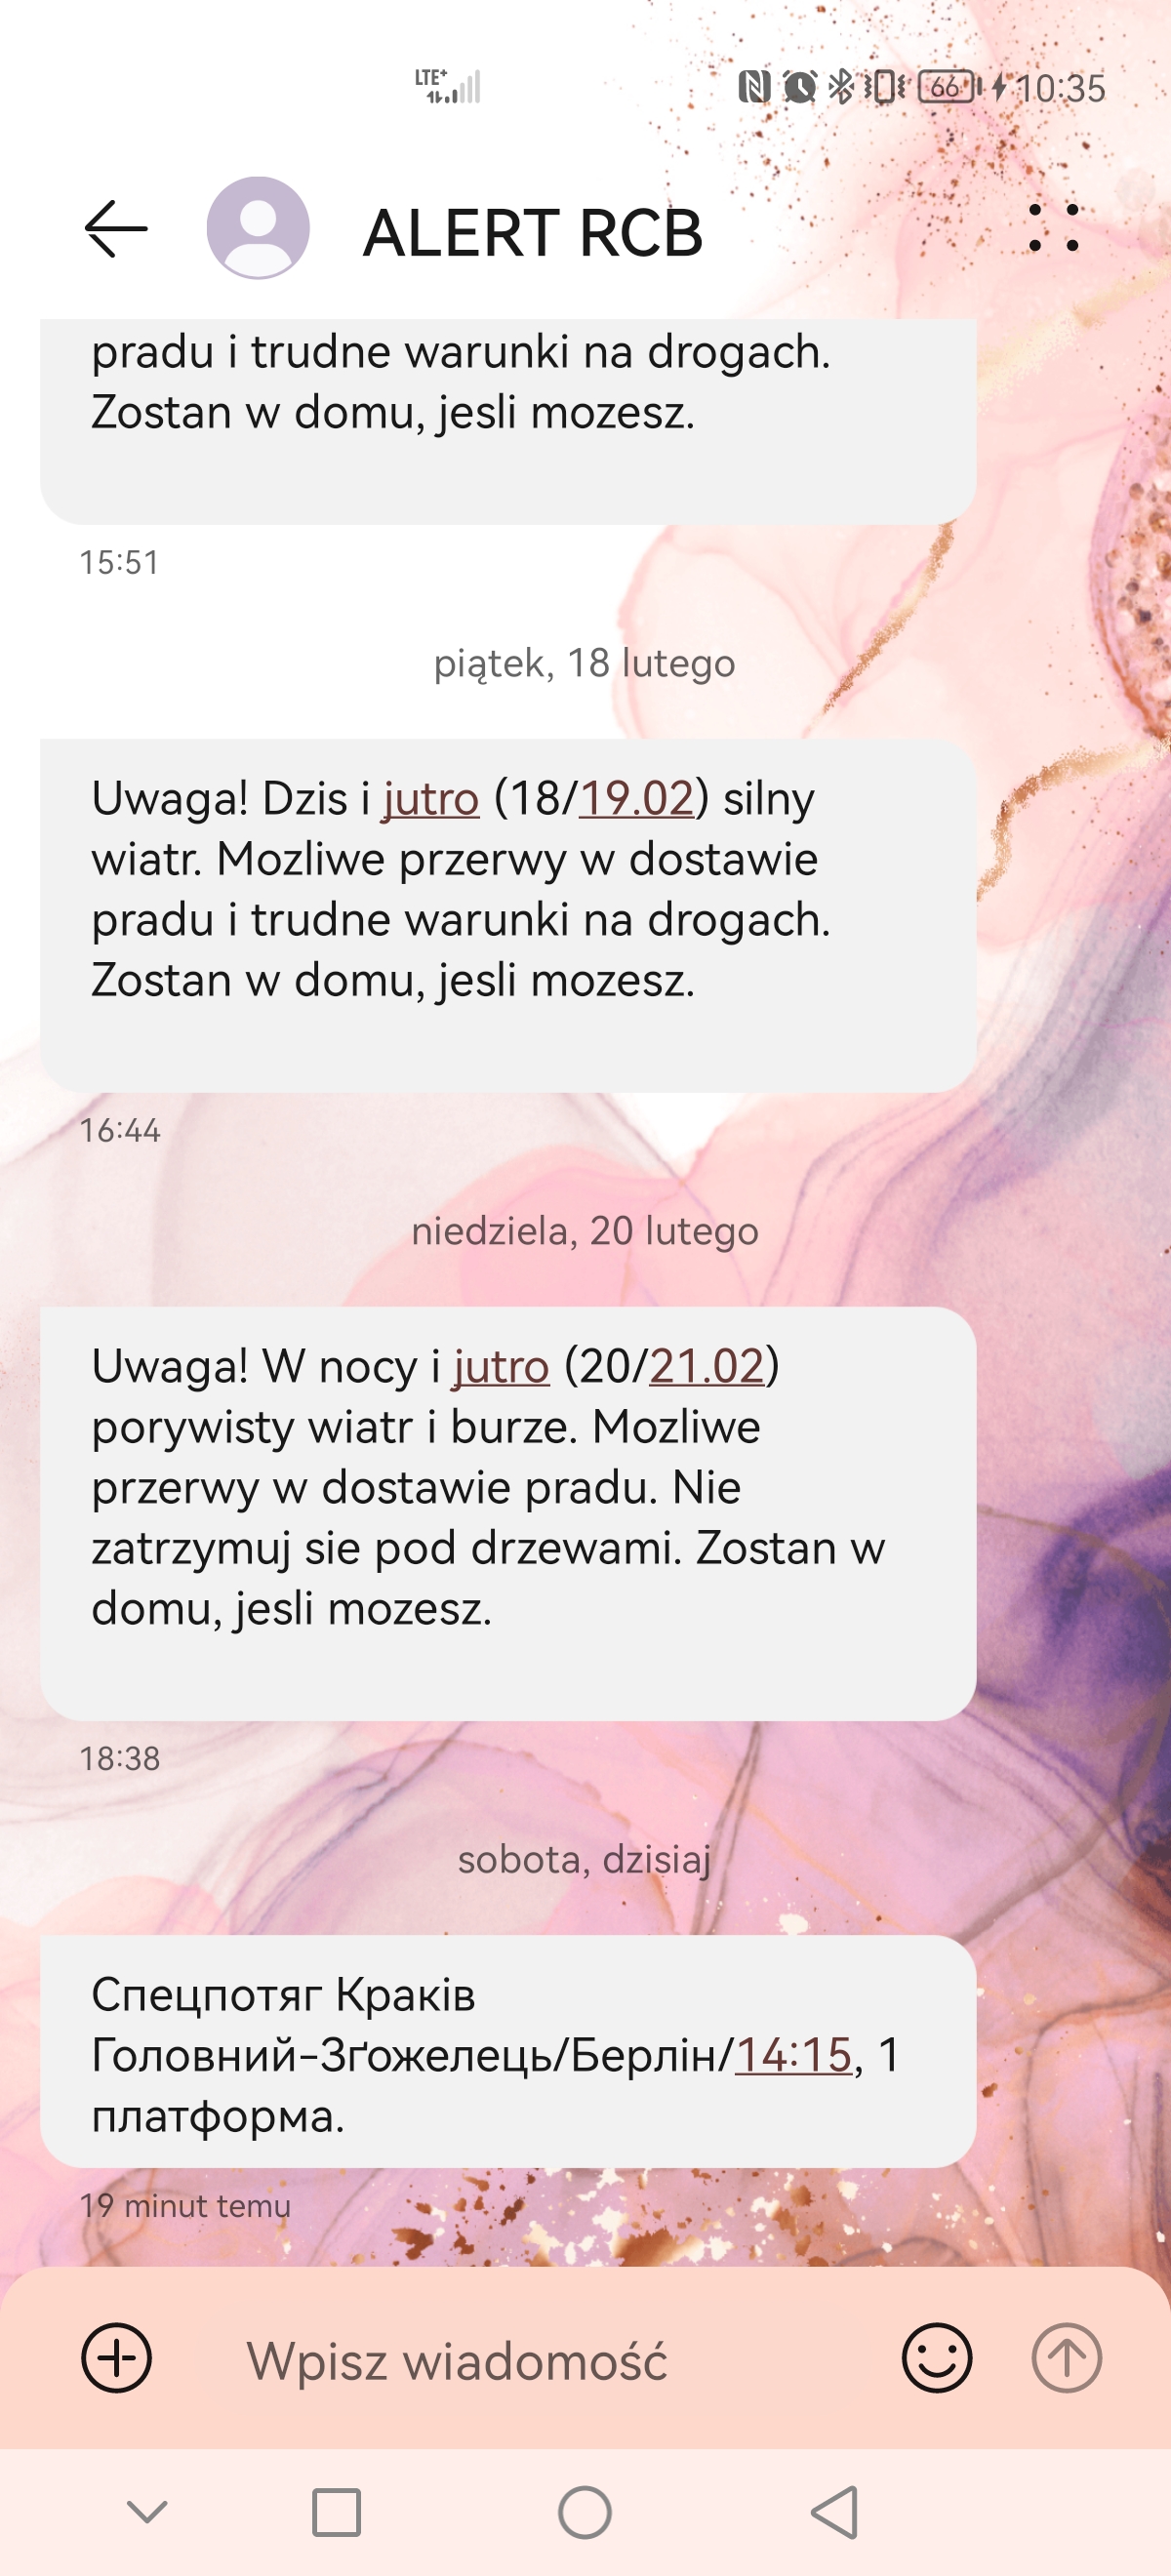 LTE+
66
10:35
ALERT RCB
pradu i trudne warunki na drogach.
Zostan w domu, jesli mozesz.
15:51
piątek, 18 lutego
Uwaga! Dzis i jutro (18/19.02) silny
wiatr. Mozliwe przerwy w dostawie
pradu i trudne warunki na drogach.
Zostan w domu, jesli mozesz.
16:44
niedziela, 20 lutego
Uwaga! W nocy i jutro (20/21.02)
porywisty wiatr i burze. Mozliwe
przerwy w dostawie pradu. Nie
zatrzymuj sie pod drzewami. Zostan w
domu, jesli mozesz.
18:38
sobota, dzisiaj
Спецпотяг Краків
Головний-Зґожелець/Берлін/14:15, 1
платформа.
19 minut temu
Wpisz wiadomość